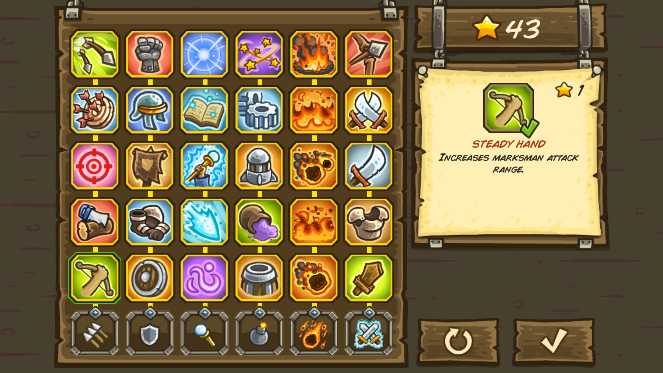 43
1
STEADY HAND
INCREASES MARKSMAN ATTACK
RANGE.